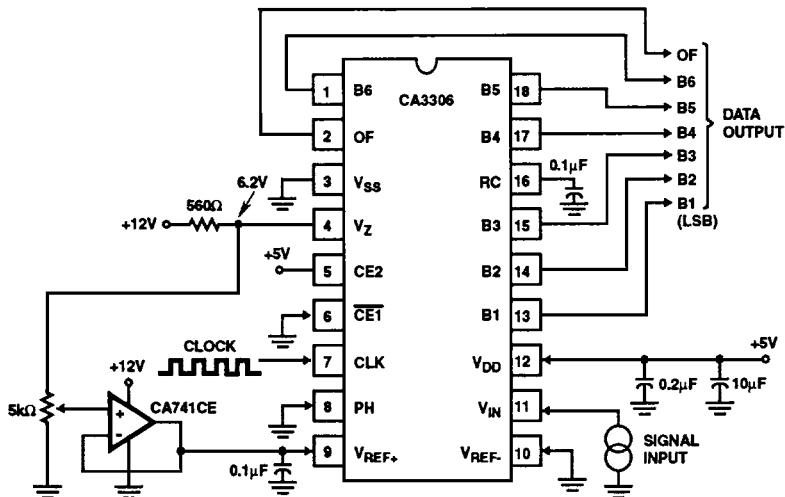 OF
B6
B5
B4
B3
B2
B1
(LSB)
DATA
OUTPUT
CA3306
1 B6
2 OF
3 VSS
4 VZ
5 CE2
6 CE1
7 CLK
8 PH
9 VREF+
B5 18
B4 17
RC 16
B3 15
B2 14
B1 13
VDD 12
VIN 11
VREF- 10
0.1μF
6.2V
560Ω
+12V
+5V
CLOCK
+12V
5kΩ
CA741CE
+
-
0.1μF
+5V
0.2μF
10μF
SIGNAL
INPUT